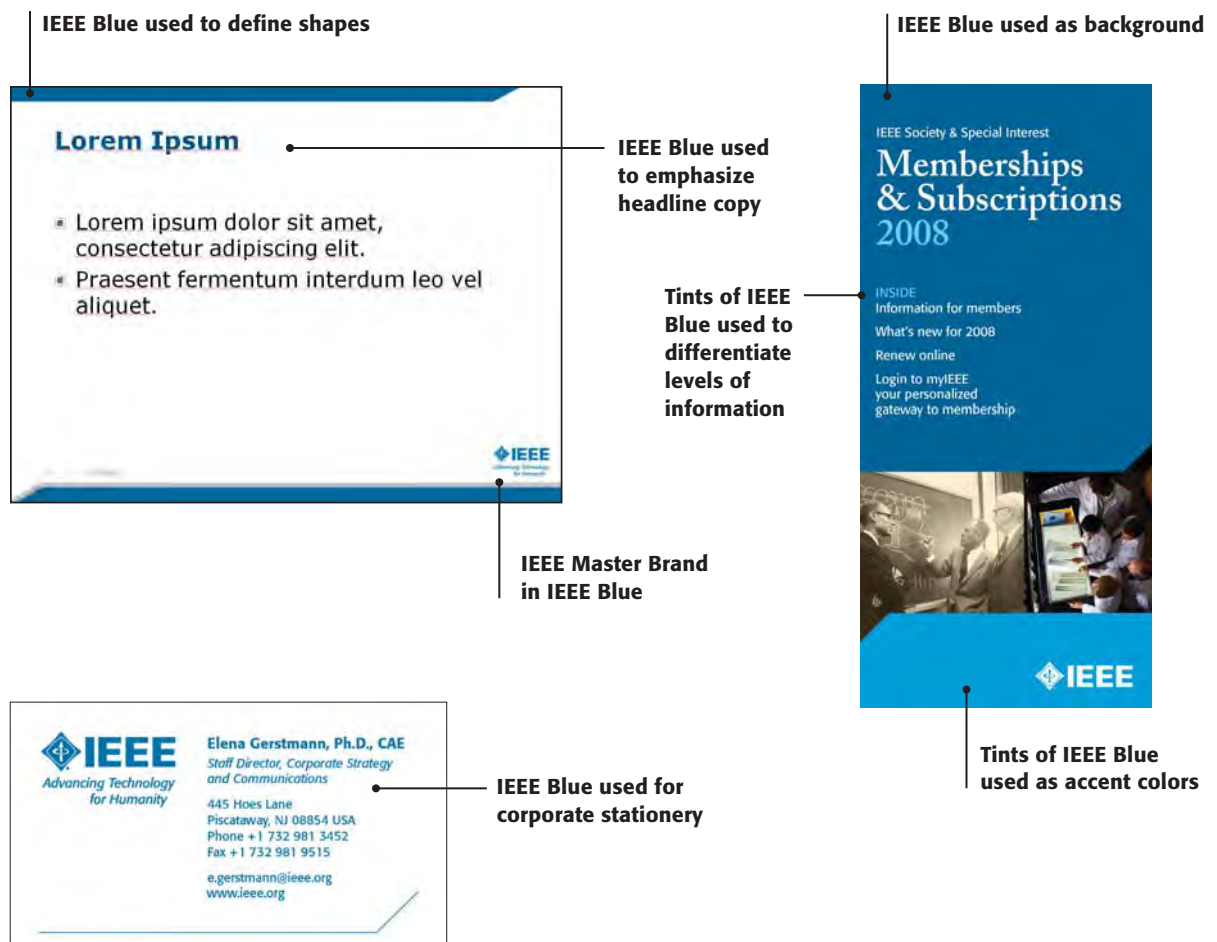 IEEE Blue used to define shapes
IEEE Blue used as background
Lorem Ipsum
Lorem ipsum dolor sit amet,
consectetur adipiscing elit.
Praesent fermentum interdum leo vel
aliquet.
IEEE
Advancing Technology
for Humanity
IEEE Blue used
to emphasize
headline copy
IEEE Society & Special Interest
Memberships
& Subscriptions
2008
INSIDE
Information for members
What's new for 2008
Renew online
Login to myIEEE
your personalized
gateway to membership
IEEE
Tints of IEEE
Blue used to
differentiate
levels of
information
IEEE Master Brand
in IEEE Blue
Tints of IEEE Blue
used as accent colors
IEEE
Advancing Technology
for Humanity
Elena Gerstmann, Ph.D., CAE
Staff Director, Corporate Strategy
and Communications
445 Hoes Lane
Piscataway, NJ 08854 USA
Phone +1 732 981 3452
Fax +1 732 981 9515
e.gerstmann@ieee.org
www.ieee.org
IEEE Blue used for
corporate stationery